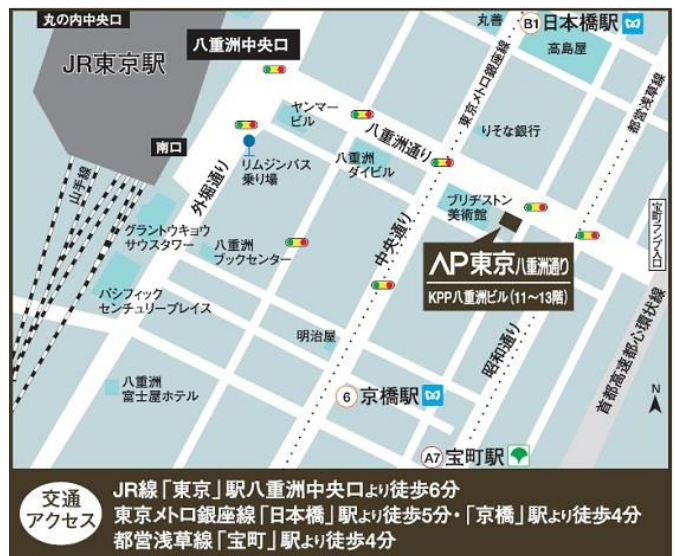 丸の内中央口
JR東京駅
八重洲中央口
丸善
B1 日本橋駅
高島屋
東京メトロ銀座線
都営浅草線
ヤンマー
ビル
八重洲通り
りそな銀行
南口
リムジンバス
乗り場
八重洲
ダイビル
山手線
外堀通り
ブリヂストン
美術館
宝町ランプ入口
グラントウキョウ
サウスタワー
八重洲
ブックセンター
中央通り
AP東京八重洲通り
KPP八重洲ビル(11〜13階)
パシフィック
センチュリープレイス
明治屋
昭和通り
首都高速都心環状線
八重洲
富士屋ホテル
6 京橋駅
N
A7 宝町駅
交通
アクセス
JR線「東京」駅八重洲中央口より徒歩6分
東京メトロ銀座線「日本橋」駅より徒歩5分・「京橋」駅より徒歩4分
都営浅草線「宝町」駅より徒歩4分